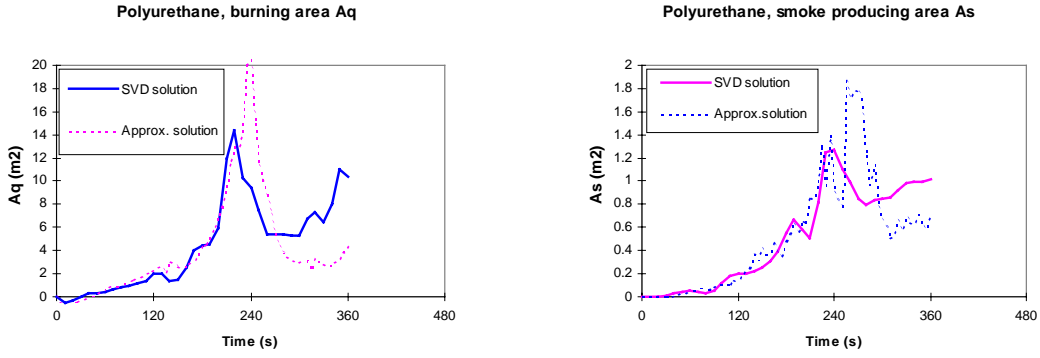 Polyurethane, burning area Aq
20
18
16
14
12
10
8
6
4
2
0
Aq (m2)
SVD solution
Approx. solution
0 120 240 360 480
Time (s)
Polyurethane, smoke producing area As
2
1.8
1.6
1.4
1.2
1
0.8
0.6
0.4
0.2
0
As (m2)
SVD solution
Approx.solution
0 120 240 360 480
Time (s)